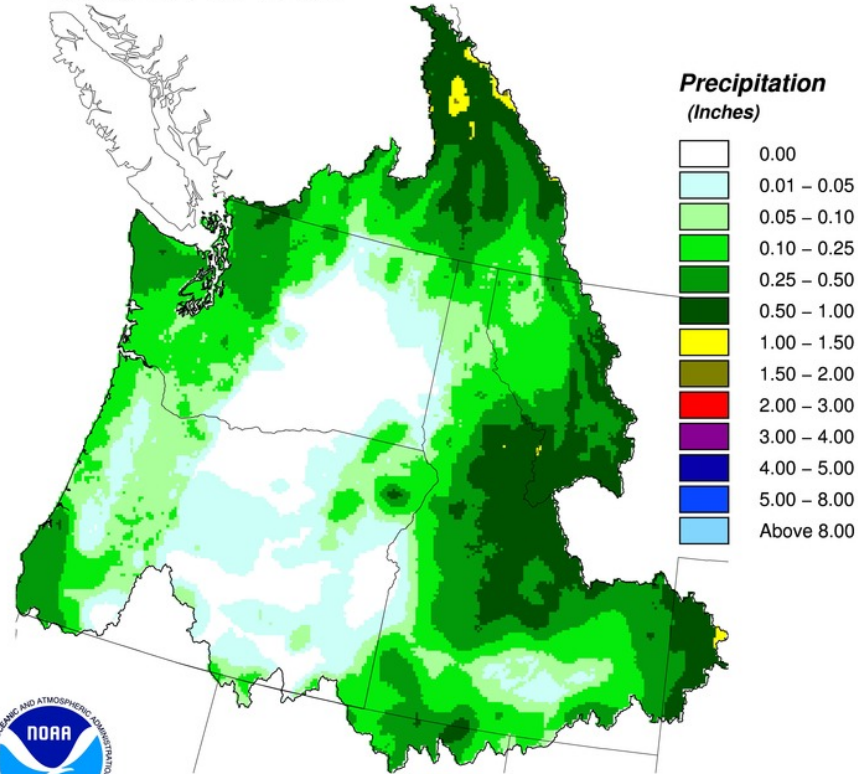 Precipitation
(Inches)
0.00
0.01 – 0.05
0.05 – 0.10
0.10 – 0.25
0.25 – 0.50
0.50 – 1.00
1.00 – 1.50
1.50 – 2.00
2.00 – 3.00
3.00 – 4.00
4.00 – 5.00
5.00 – 8.00
Above 8.00
AND ATMOSPHERIC
NOAA